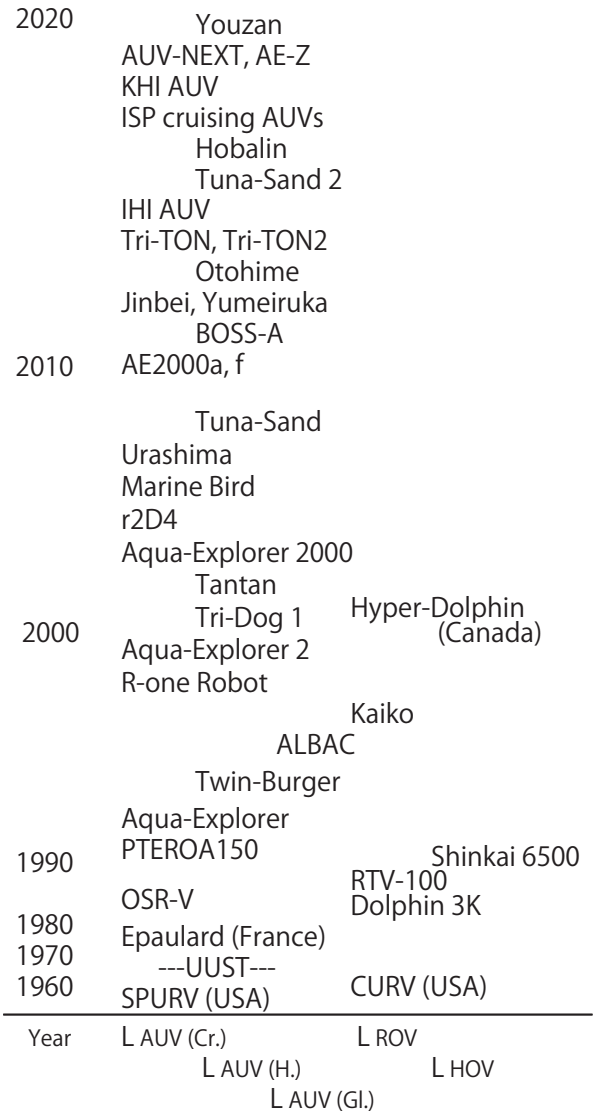 2020 Youzan
AUV-NEXT, AE-Z
KHI AUV
ISP cruising AUVs
Hobalin
Tuna-Sand 2
IHI AUV
Tri-TON, Tri-TON2
Otohime
Jinbei, Yumeiruka
BOSS-A
2010 AE2000a, f
Tuna-Sand
Urashima
Marine Bird
r2D4
Aqua-Explorer 2000
Tantan
Hyper-Dolphin
Tri-Dog 1
2000 (Canada)
Aqua-Explorer 2
R-one Robot
Kaiko
ALBAC
Twin-Burger
Aqua-Explorer
1990 PTEROA150 Shinkai 6500
RTV-100
OSR-V Dolphin 3K
1980
Epaulard (France)
1970 ---UUST---
1960 CURV (USA)
SPURV (USA)
Year L AUV (Cr.) L ROV
L AUV (H.) L HOV
L AUV (Gl.)